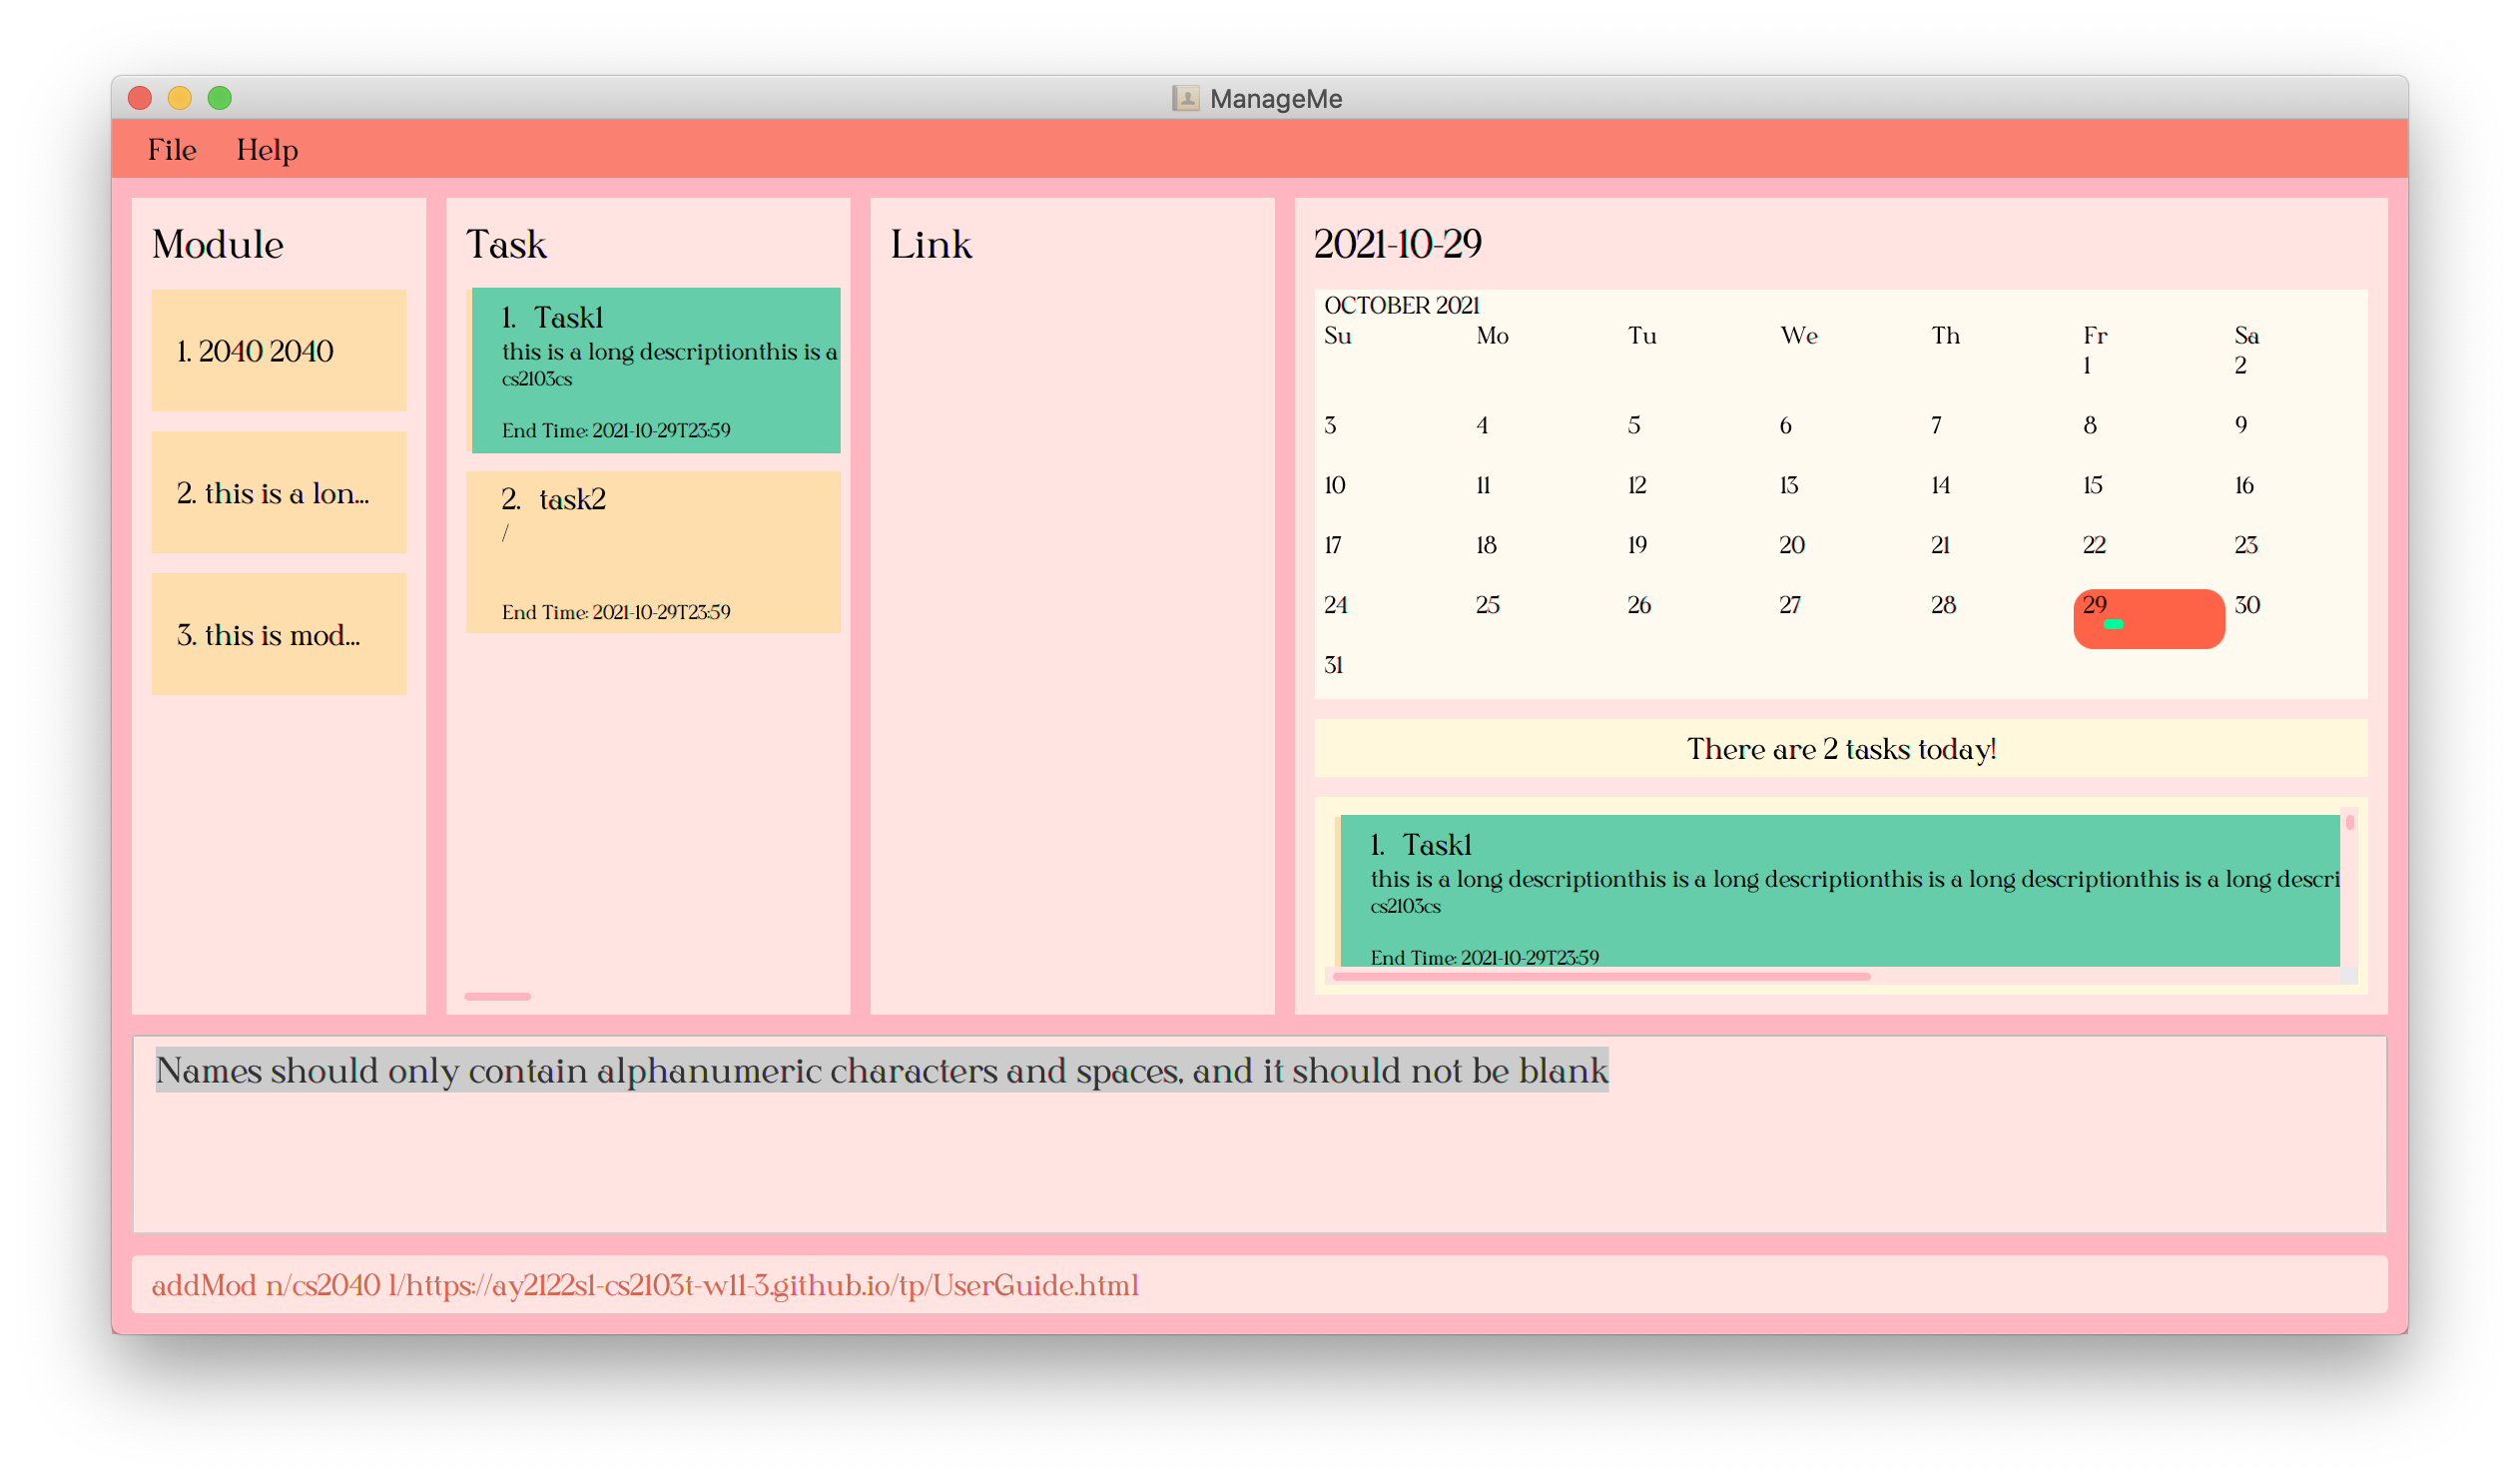 ManageMe
File Help
Module
1. 2040 2040
2. this is a lon...
3. this is mod...
Task
1. Task1
this is a long descriptionthis is a
cs2103cs
End Time: 2021-10-29T23:59
2. task2
/
End Time: 2021-10-29T23:59
Link
2021-10-29
OCTOBER 2021
Su Mo Tu We Th Fr Sa
1 2
3 4 5 6 7 8 9
10 11 12 13 14 15 16
17 18 19 20 21 22 23
24 25 26 27 28 29 30
31
There are 2 tasks today!
1. Task1
this is a long descriptionthis is a long descriptionthis is a long descriptionthis is a long descri
cs2103cs
End Time: 2021-10-29T23:59
Names should only contain alphanumeric characters and spaces, and it should not be blank
addMod n/cs2040 l/https://ay2122s1-cs2103t-w11-3.github.io/tp/UserGuide.html